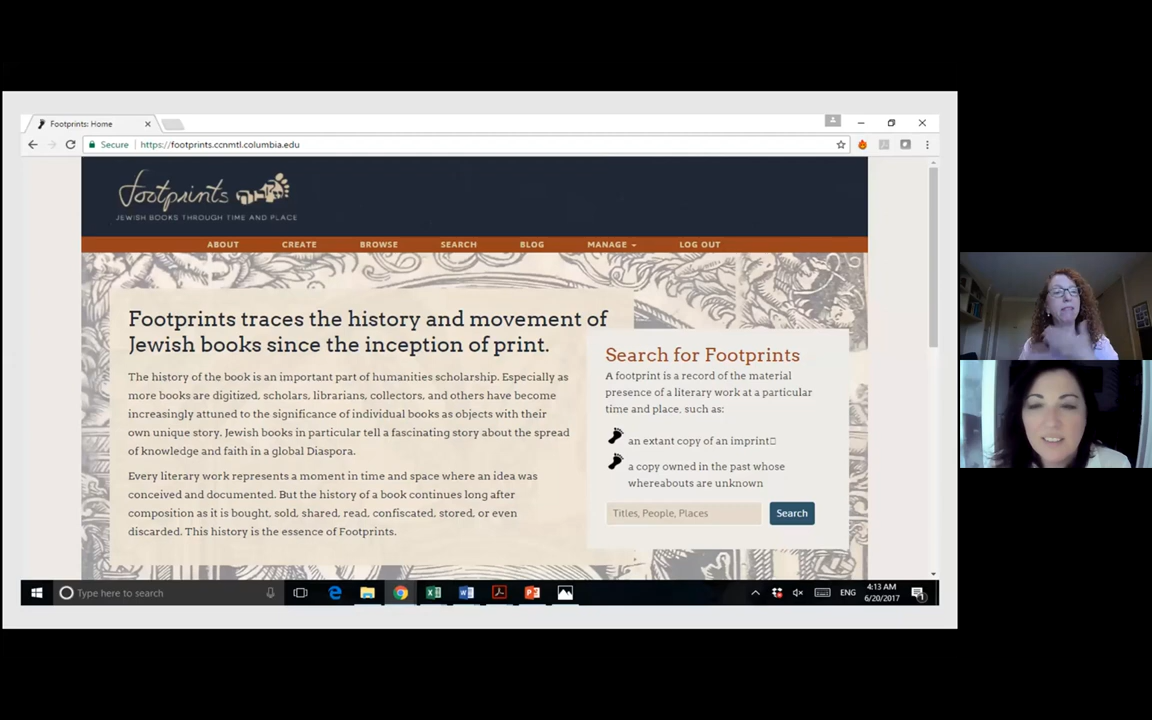 Footprints: Home
Secure
https://footprints.ccnmtl.columbia.edu
footprints
JEWISH BOOKS THROUGH TIME AND PLACE
ABOUT CREATE BROWSE SEARCH BLOG MANAGE LOG OUT
Footprints traces the history and movement of
Jewish books since the inception of print.
The history of the book is an important part of humanities scholarship. Especially as
more books are digitized, scholars, librarians, collectors, and others have become
increasingly attuned to the significance of individual books as objects with their
own unique story. Jewish books in particular tell a fascinating story about the spread
of knowledge and faith in a global Diaspora.
Every literary work represents a moment in time and space where an idea was
conceived and documented. But the history of a book continues long after
composition as it is bought, sold, shared, read, confiscated, stored, or even
discarded. This history is the essence of Footprints.
Search for Footprints
A footprint is a record of the material
presence of a literary work at a particular
time and place, such as:
an extant copy of an imprint
a copy owned in the past whose
whereabouts are unknown
Titles, People, Places
Search
Type here to search
ENG
4:13 AM
6/20/2017